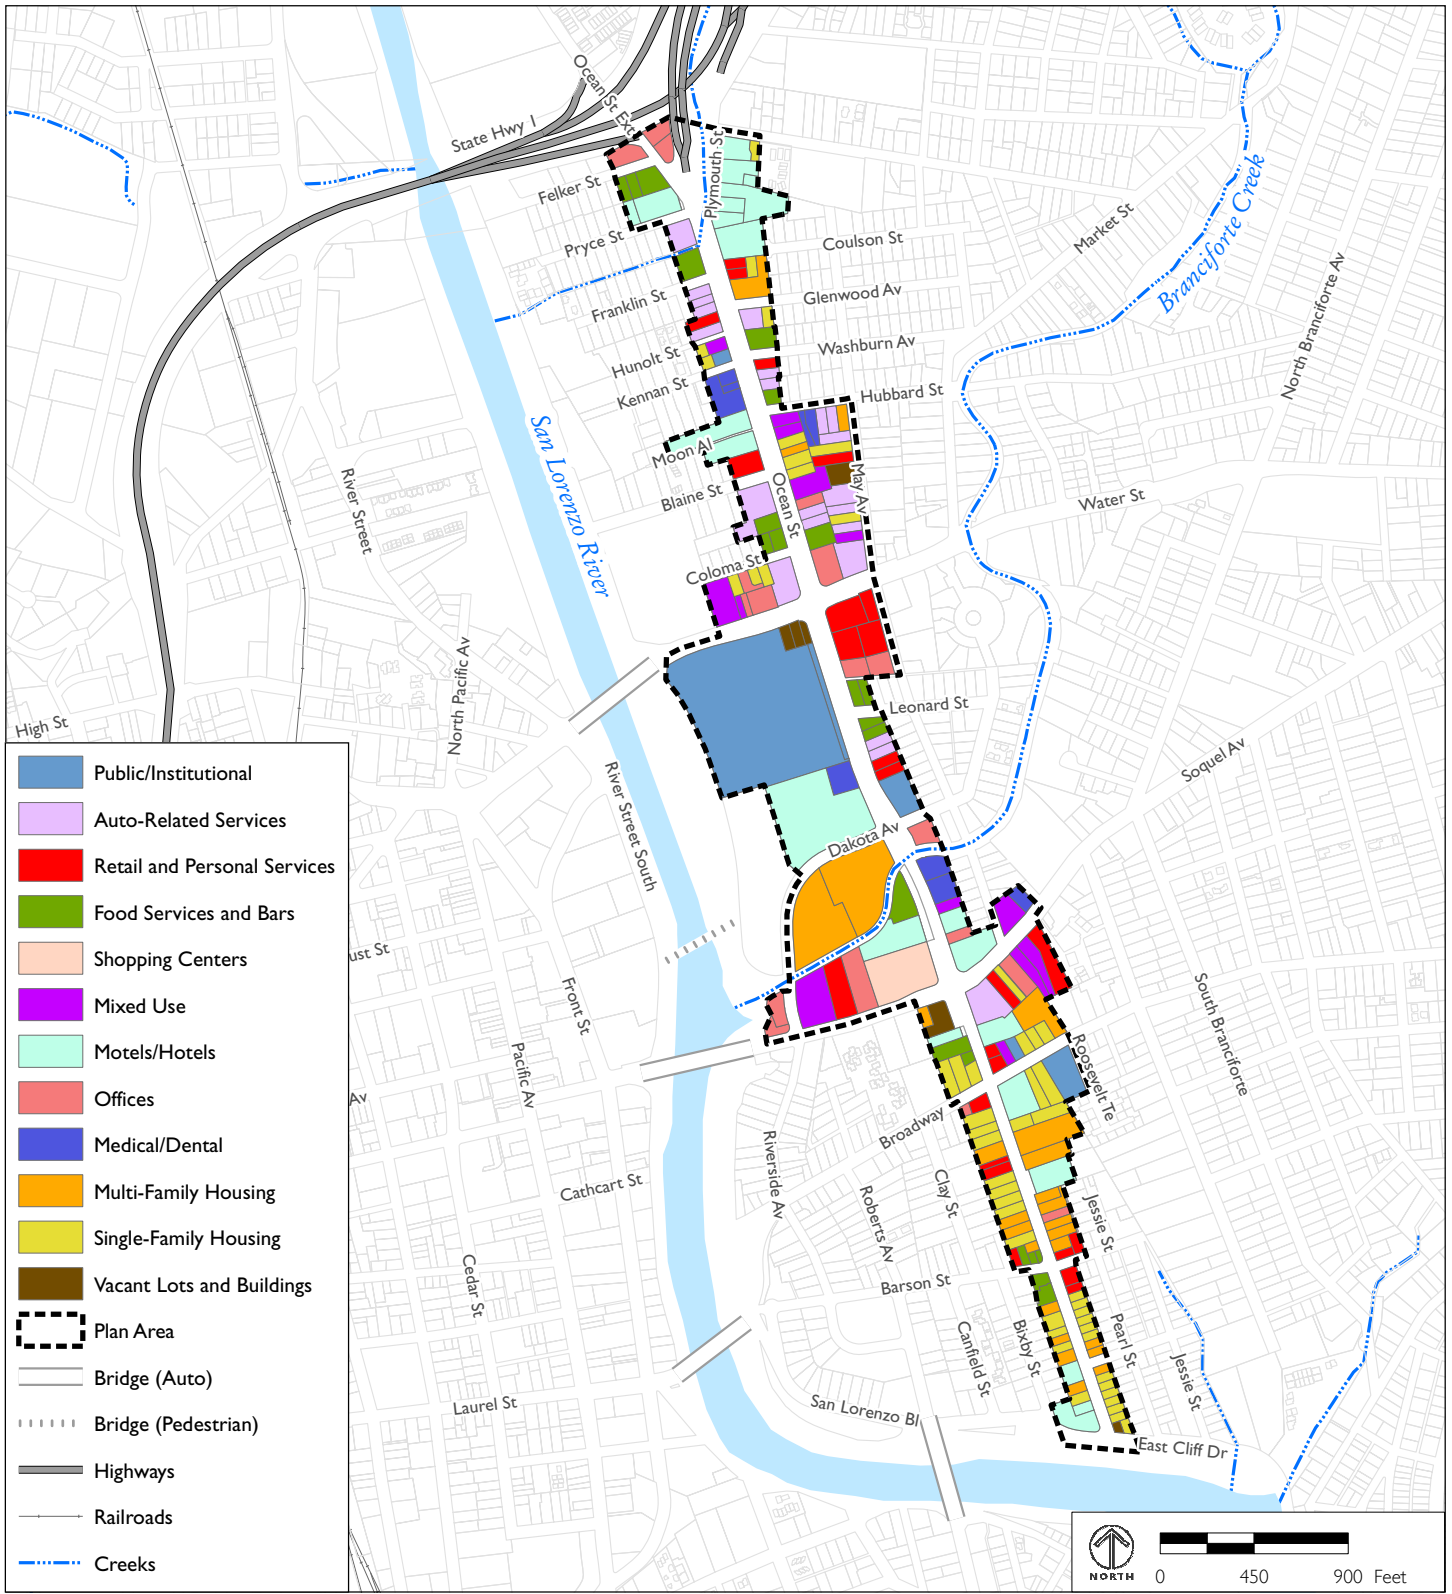 Ocean St Ext
State Hwy 1
Plymouth St
Felker St
Pryce St
Coulson St
Market St
Branciforte Creek
North Branciforte Av
Franklin St
Glenwood Av
Hunolt St
Washburn Av
Kennan St
Hubbard St
San Lorenzo River
Moon Al
River Street
Blaine St
Ocean St
May Av
Water St
Coloma St
North Pacific Av
High St
Leonard St
Soquel Av
River Street South
Dakota Av
ust St
Front St
South Branciforte
Pacific Av
Av
Roosevelt Te
Broadway
Riverside Av
Cathcart St
Roberts Av
Clay St
Jessie St
Cedar St
Barson St
Canfield St
Bixby St
Pearl St
Jessie St
Laurel St
San Lorenzo Bl
East Cliff Dr
Public/Institutional
Auto-Related Services
Retail and Personal Services
Food Services and Bars
Shopping Centers
Mixed Use
Motels/Hotels
Offices
Medical/Dental
Multi-Family Housing
Single-Family Housing
Vacant Lots and Buildings
Plan Area
Bridge (Auto)
Bridge (Pedestrian)
Highways
Railroads
Creeks
NORTH
0 450 900 Feet